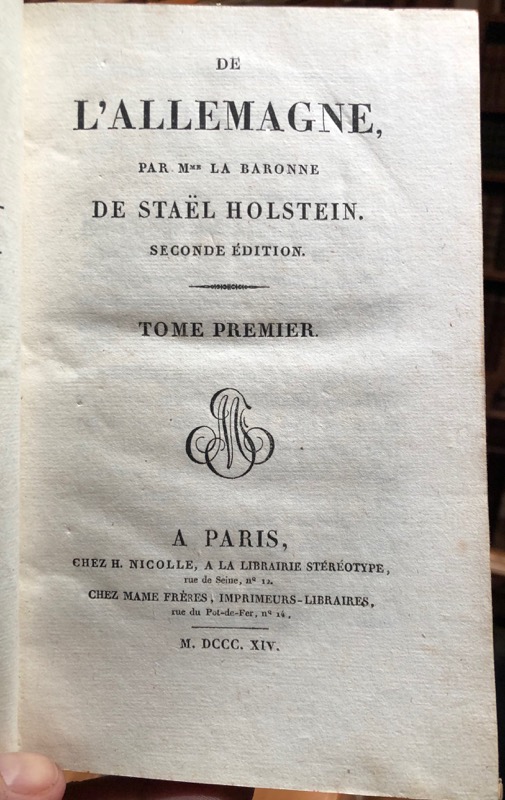 DE
L'ALLEMAGNE,
PAR Mme LA BARONNE
DE STAËL HOLSTEIN.
SECONDE ÉDITION.
TOME PREMIER.
A PARIS,
CHEZ H. NICOLLE, A LA LIBRAIRIE STÉRÉOTYPE,
rue de Seine, nº 12.
CHEZ MAME FRÈRES, IMPRIMEURS-LIBRAIRES,
rue du Pot-de-Fer, nº 14.
M. DCCC. XIV.